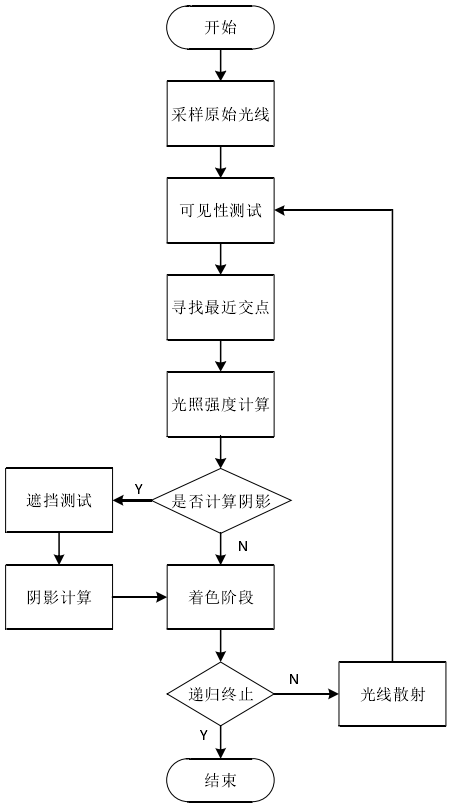 开始
采样原始光线
可见性测试
寻找最近交点
光照强度计算
是否计算阴影
Y
遮挡测试
N
阴影计算
着色阶段
递归终止
N
光线散射
Y
结束